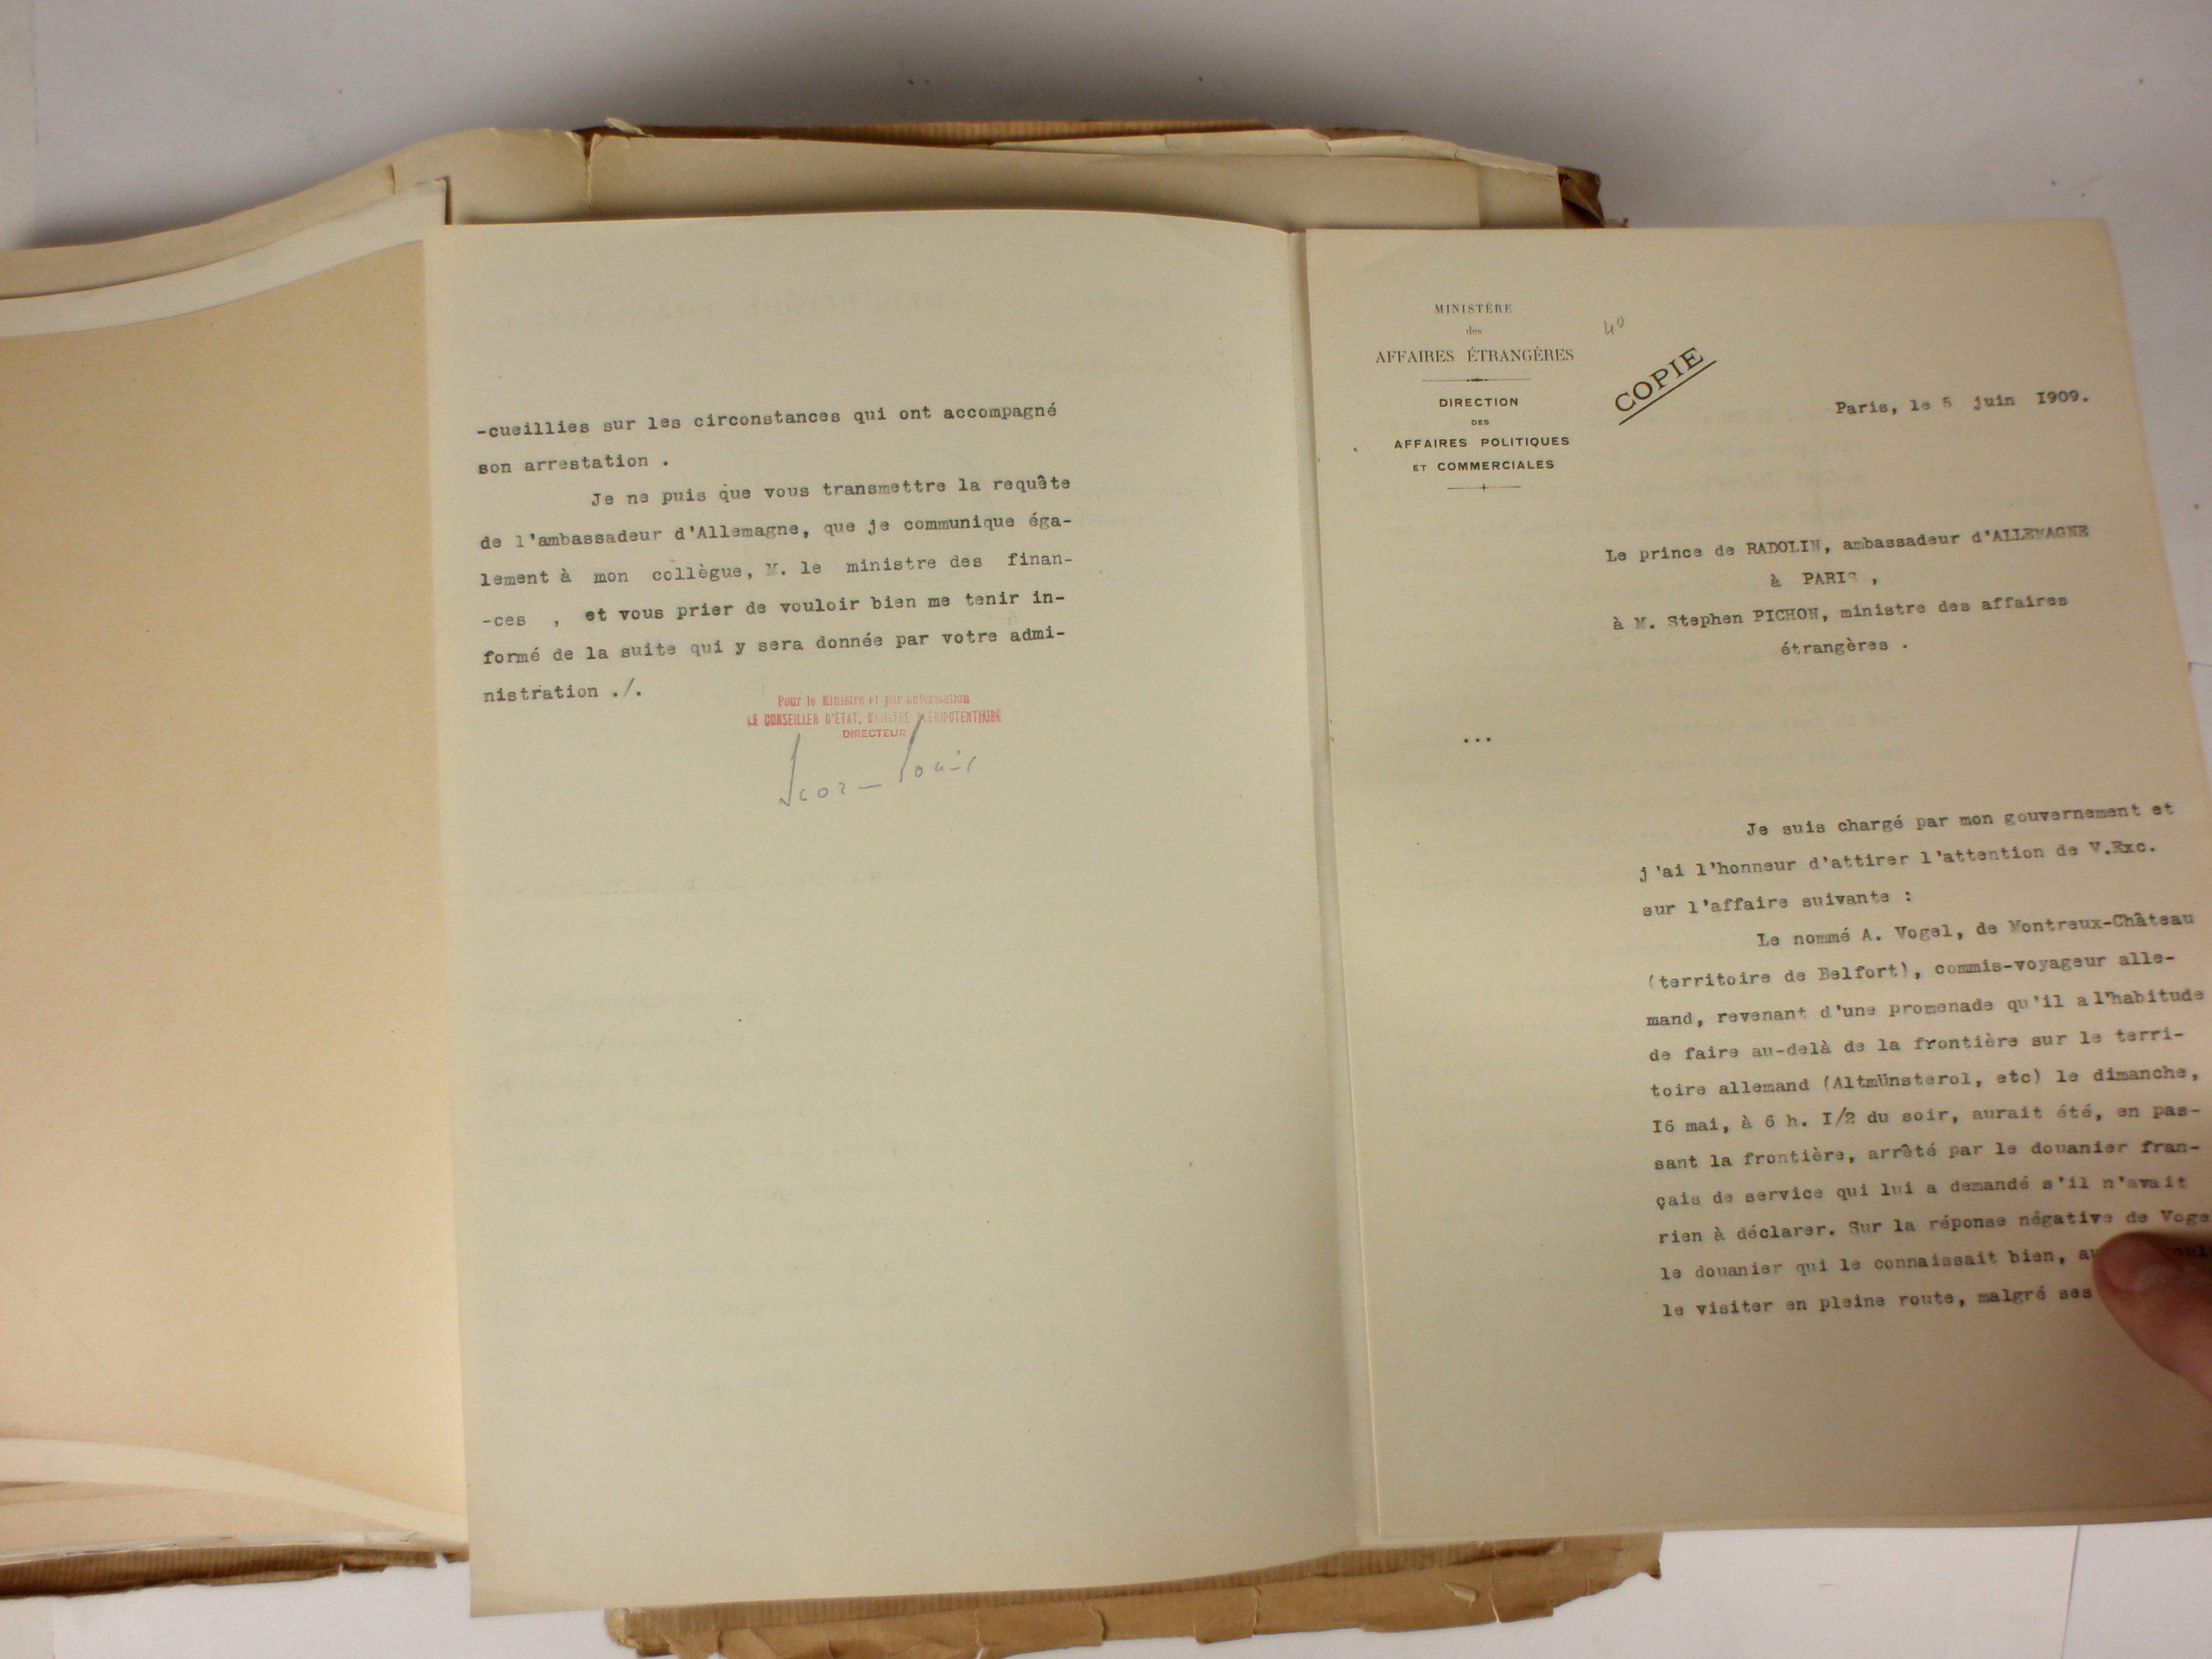 -cueillies sur les circonstances qui ont accompagné
son arrestation .
Je ne puis que vous transmettre la requête
de l'ambassadeur d'Allemagne, que je communique éga-
lement à mon collègue, M. le ministre des finan-
-ces , et vous prier de vouloir bien me tenir in-
formé de la suite qui y sera donnée par votre admi-
nistration ./.
Pour le Ministre et par autorisation
LE CONSEILLER D'ÉTAT, MINISTRE PLÉNIPOTENTIAIRE
DIRECTEUR
MINISTÈRE
des
AFFAIRES ÉTRANGÈRES
DIRECTION
DES
AFFAIRES POLITIQUES
ET COMMERCIALES
40
COPIE
Paris, le 5 juin 1909.
Le prince de RADOLIN, ambassadeur d'ALLEMAGNE
à PARIS ,
à M. Stephen PICHON, ministre des affaires
étrangères .
...
Je suis chargé par mon gouvernement et
j'ai l'honneur d'attirer l'attention de V.Exc.
sur l'affaire suivante :
Le nommé A. Vogel, de Montreux-Château
(territoire de Belfort), commis-voyageur alle-
mand, revenant d'une promenade qu'il a l'habitude
de faire au-delà de la frontière sur le terri-
toire allemand (Altmünsterol, etc) le dimanche,
I6 mai, à 6 h. I/2 du soir, aurait été, en pas-
sant la frontière, arrêté par le douanier fran-
çais de service qui lui a demandé s'il n'avait
rien à déclarer. Sur la réponse négative de Vogel
le douanier qui le connaissait bien,
le visiter en pleine route, malgré ses